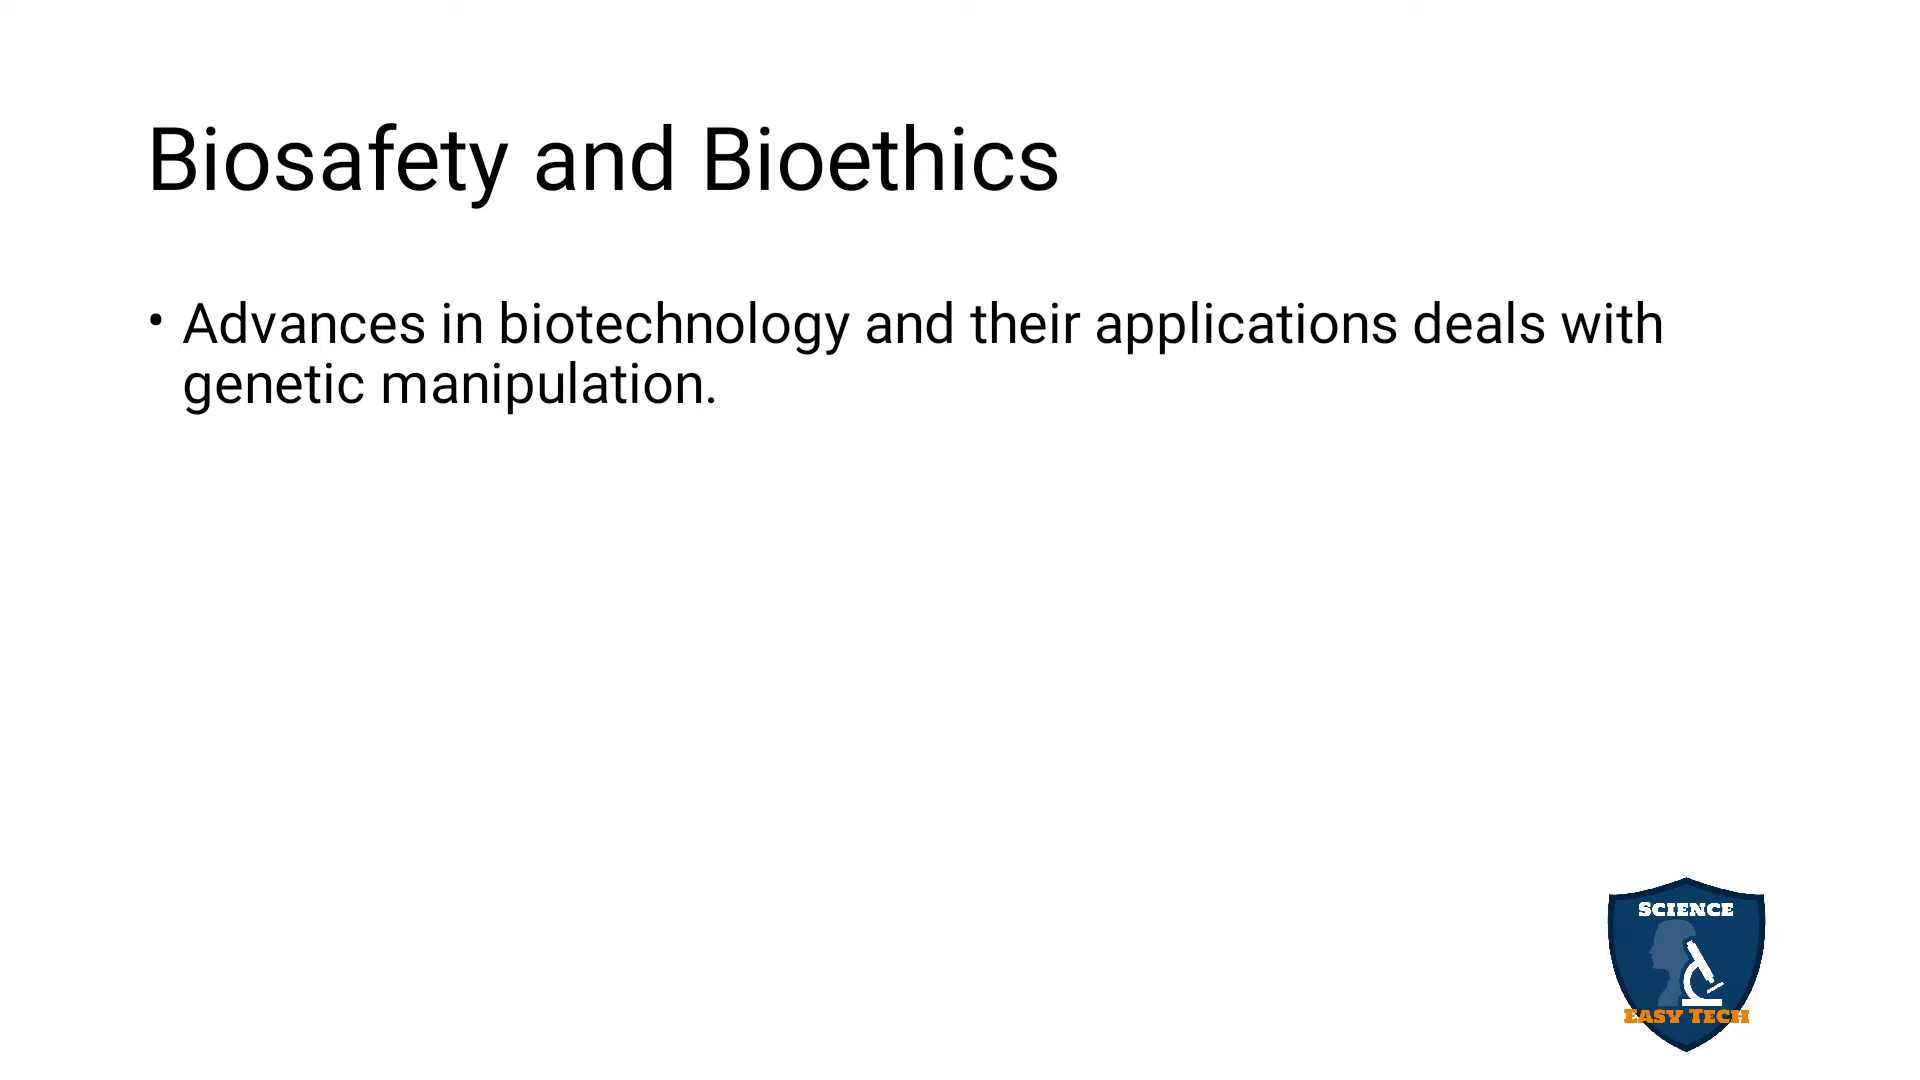 Biosafety and Bioethics
• Advances in biotechnology and their applications deals with
genetic manipulation.
SCIENCE
EASY TECH